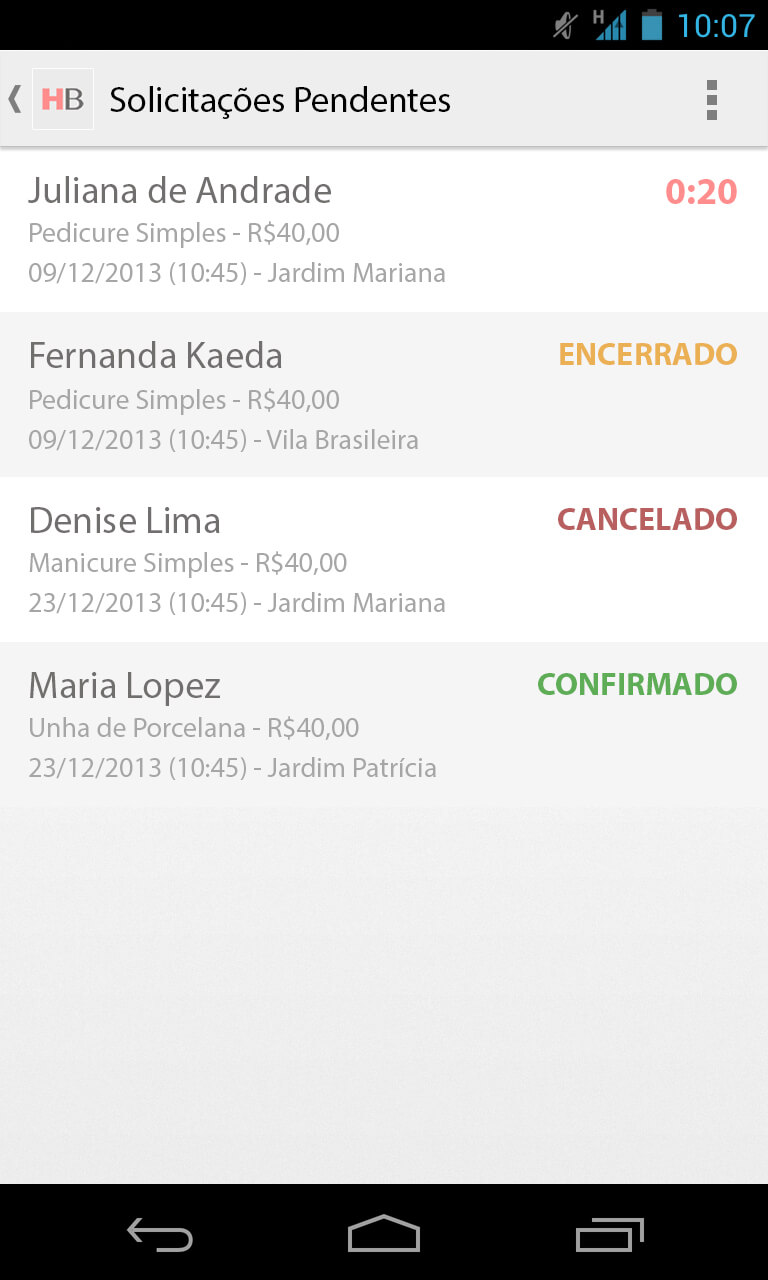 H 10:07
HB Solicitações Pendentes
Juliana de Andrade 0:20
Pedicure Simples - R$40,00
09/12/2013 (10:45) - Jardim Mariana
Fernanda Kaeda ENCERRADO
Pedicure Simples - R$40,00
09/12/2013 (10:45) - Vila Brasileira
Denise Lima CANCELADO
Manicure Simples - R$40,00
23/12/2013 (10:45) - Jardim Mariana
Maria Lopez CONFIRMADO
Unha de Porcelana - R$40,00
23/12/2013 (10:45) - Jardim Patrícia